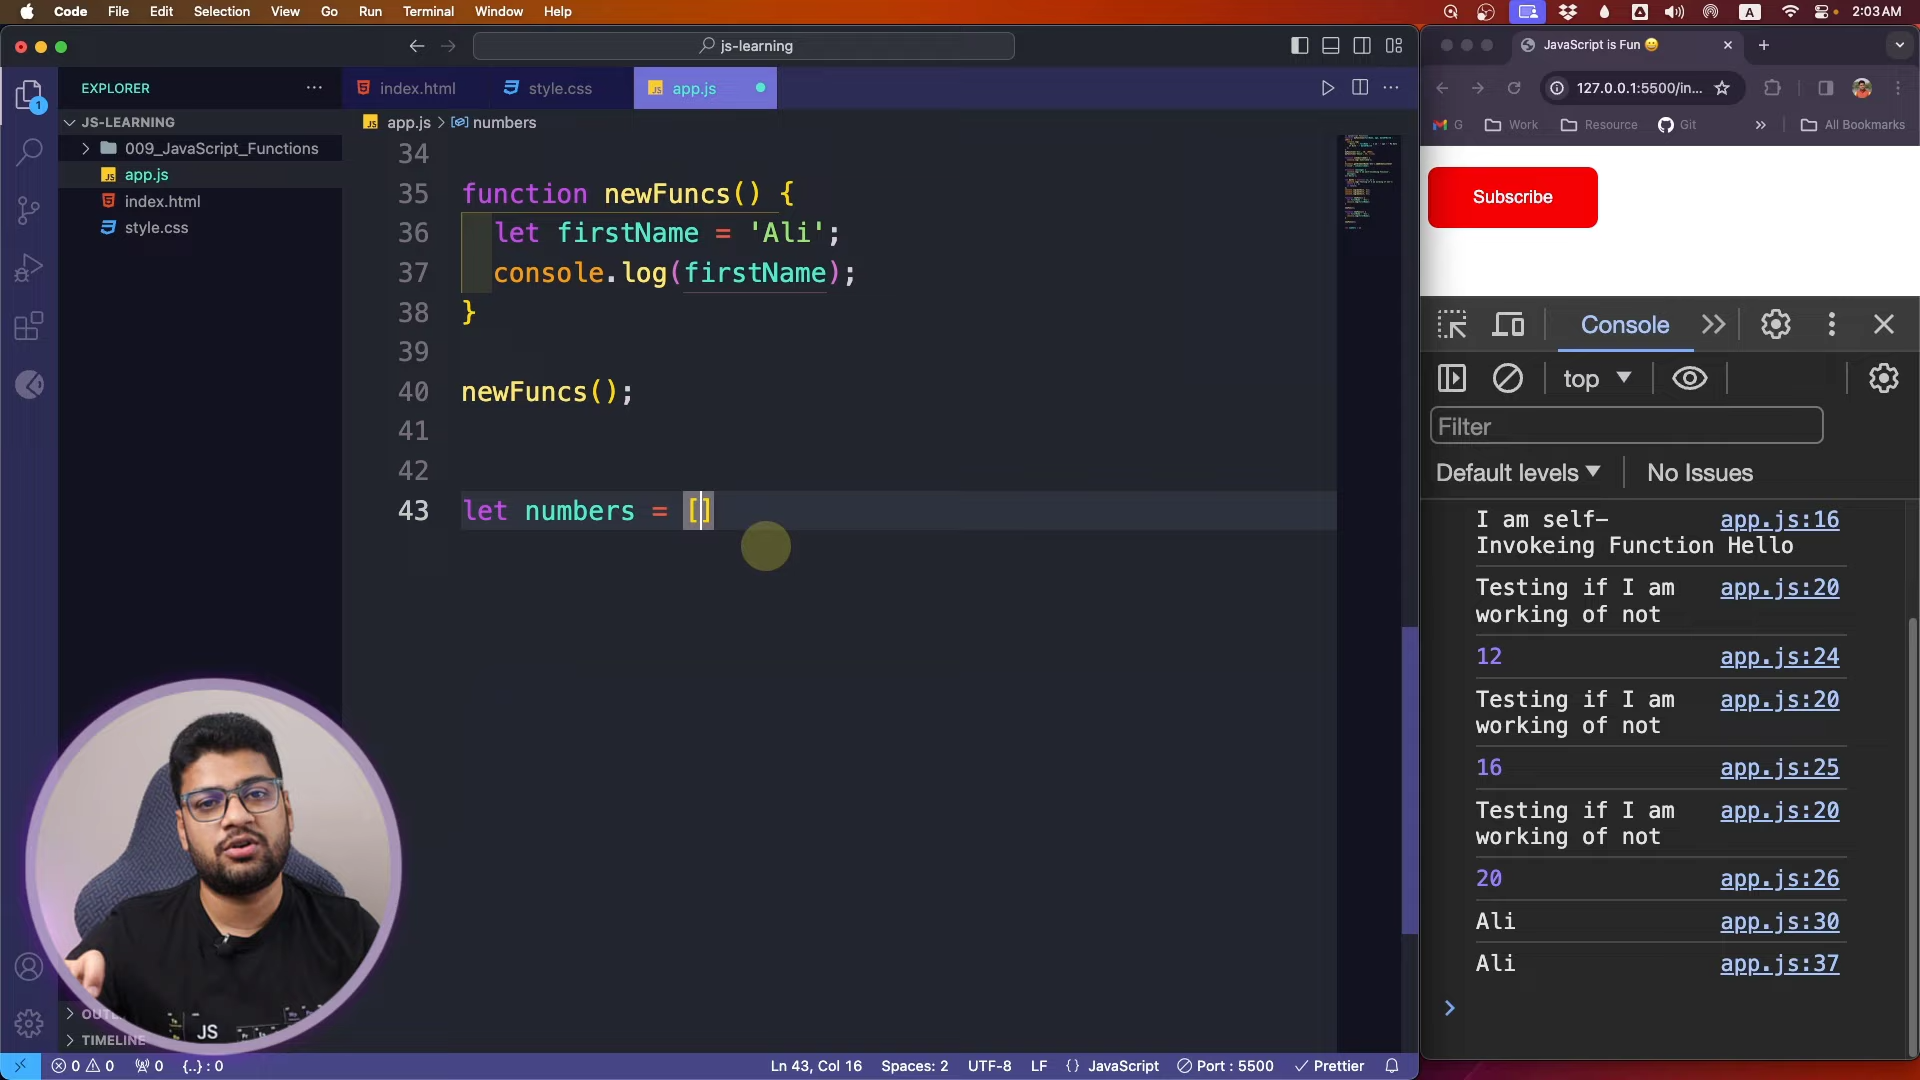 Code File Edit Selection View Go Run Terminal Window Help
A 2:03 AM
js-learning
EXPLORER
index.html
style.css
app.js
JS-LEARNING
009_JavaScript_Functions
app.js
index.html
style.css
app.js > numbers
34
35 function newFuncs() {
36 let firstName = 'Ali';
37 console.log(firstName);
38 }
39
40 newFuncs();
41
42
43 let numbers = []
1
JS
TIMELINE
0 0 0 {..} : 0
Ln 43, Col 16 Spaces: 2 UTF-8 LF {} JavaScript Port : 5500 Prettier
JavaScript is Fun 😀
127.0.0.1:5500/in...
G Work Resource Git » All Bookmarks
Subscribe
Console
top
Filter
Default levels No Issues
I am self- app.js:16
Invokeing Function Hello
Testing if I am app.js:20
working of not
12 app.js:24
Testing if I am app.js:20
working of not
16 app.js:25
Testing if I am app.js:20
working of not
20 app.js:26
Ali app.js:30
Ali app.js:37